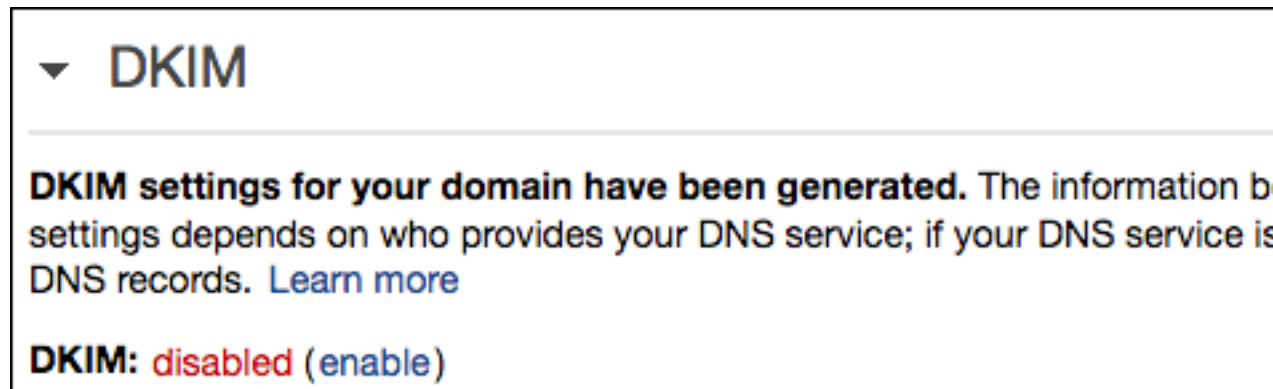 DKIM
DKIM settings for your domain have been generated. The information
settings depends on who provides your DNS service; if your DNS service is
DNS records. Learn more
DKIM: disabled (enable)